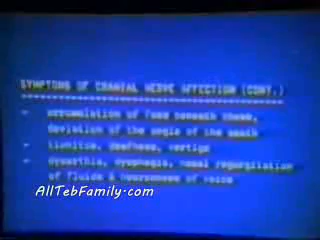 SYMPTOMS OF CRANIAL NERVE AFFECTION (CONT.)
- accumulation of food beneath cheek,
deviation of the angle of the mouth
- tinnitus, deafness, vertigo
- dysarthia, dysphagia, nasal regurgitation
of fluids & hoarseness of voice
AllTebFamily.com